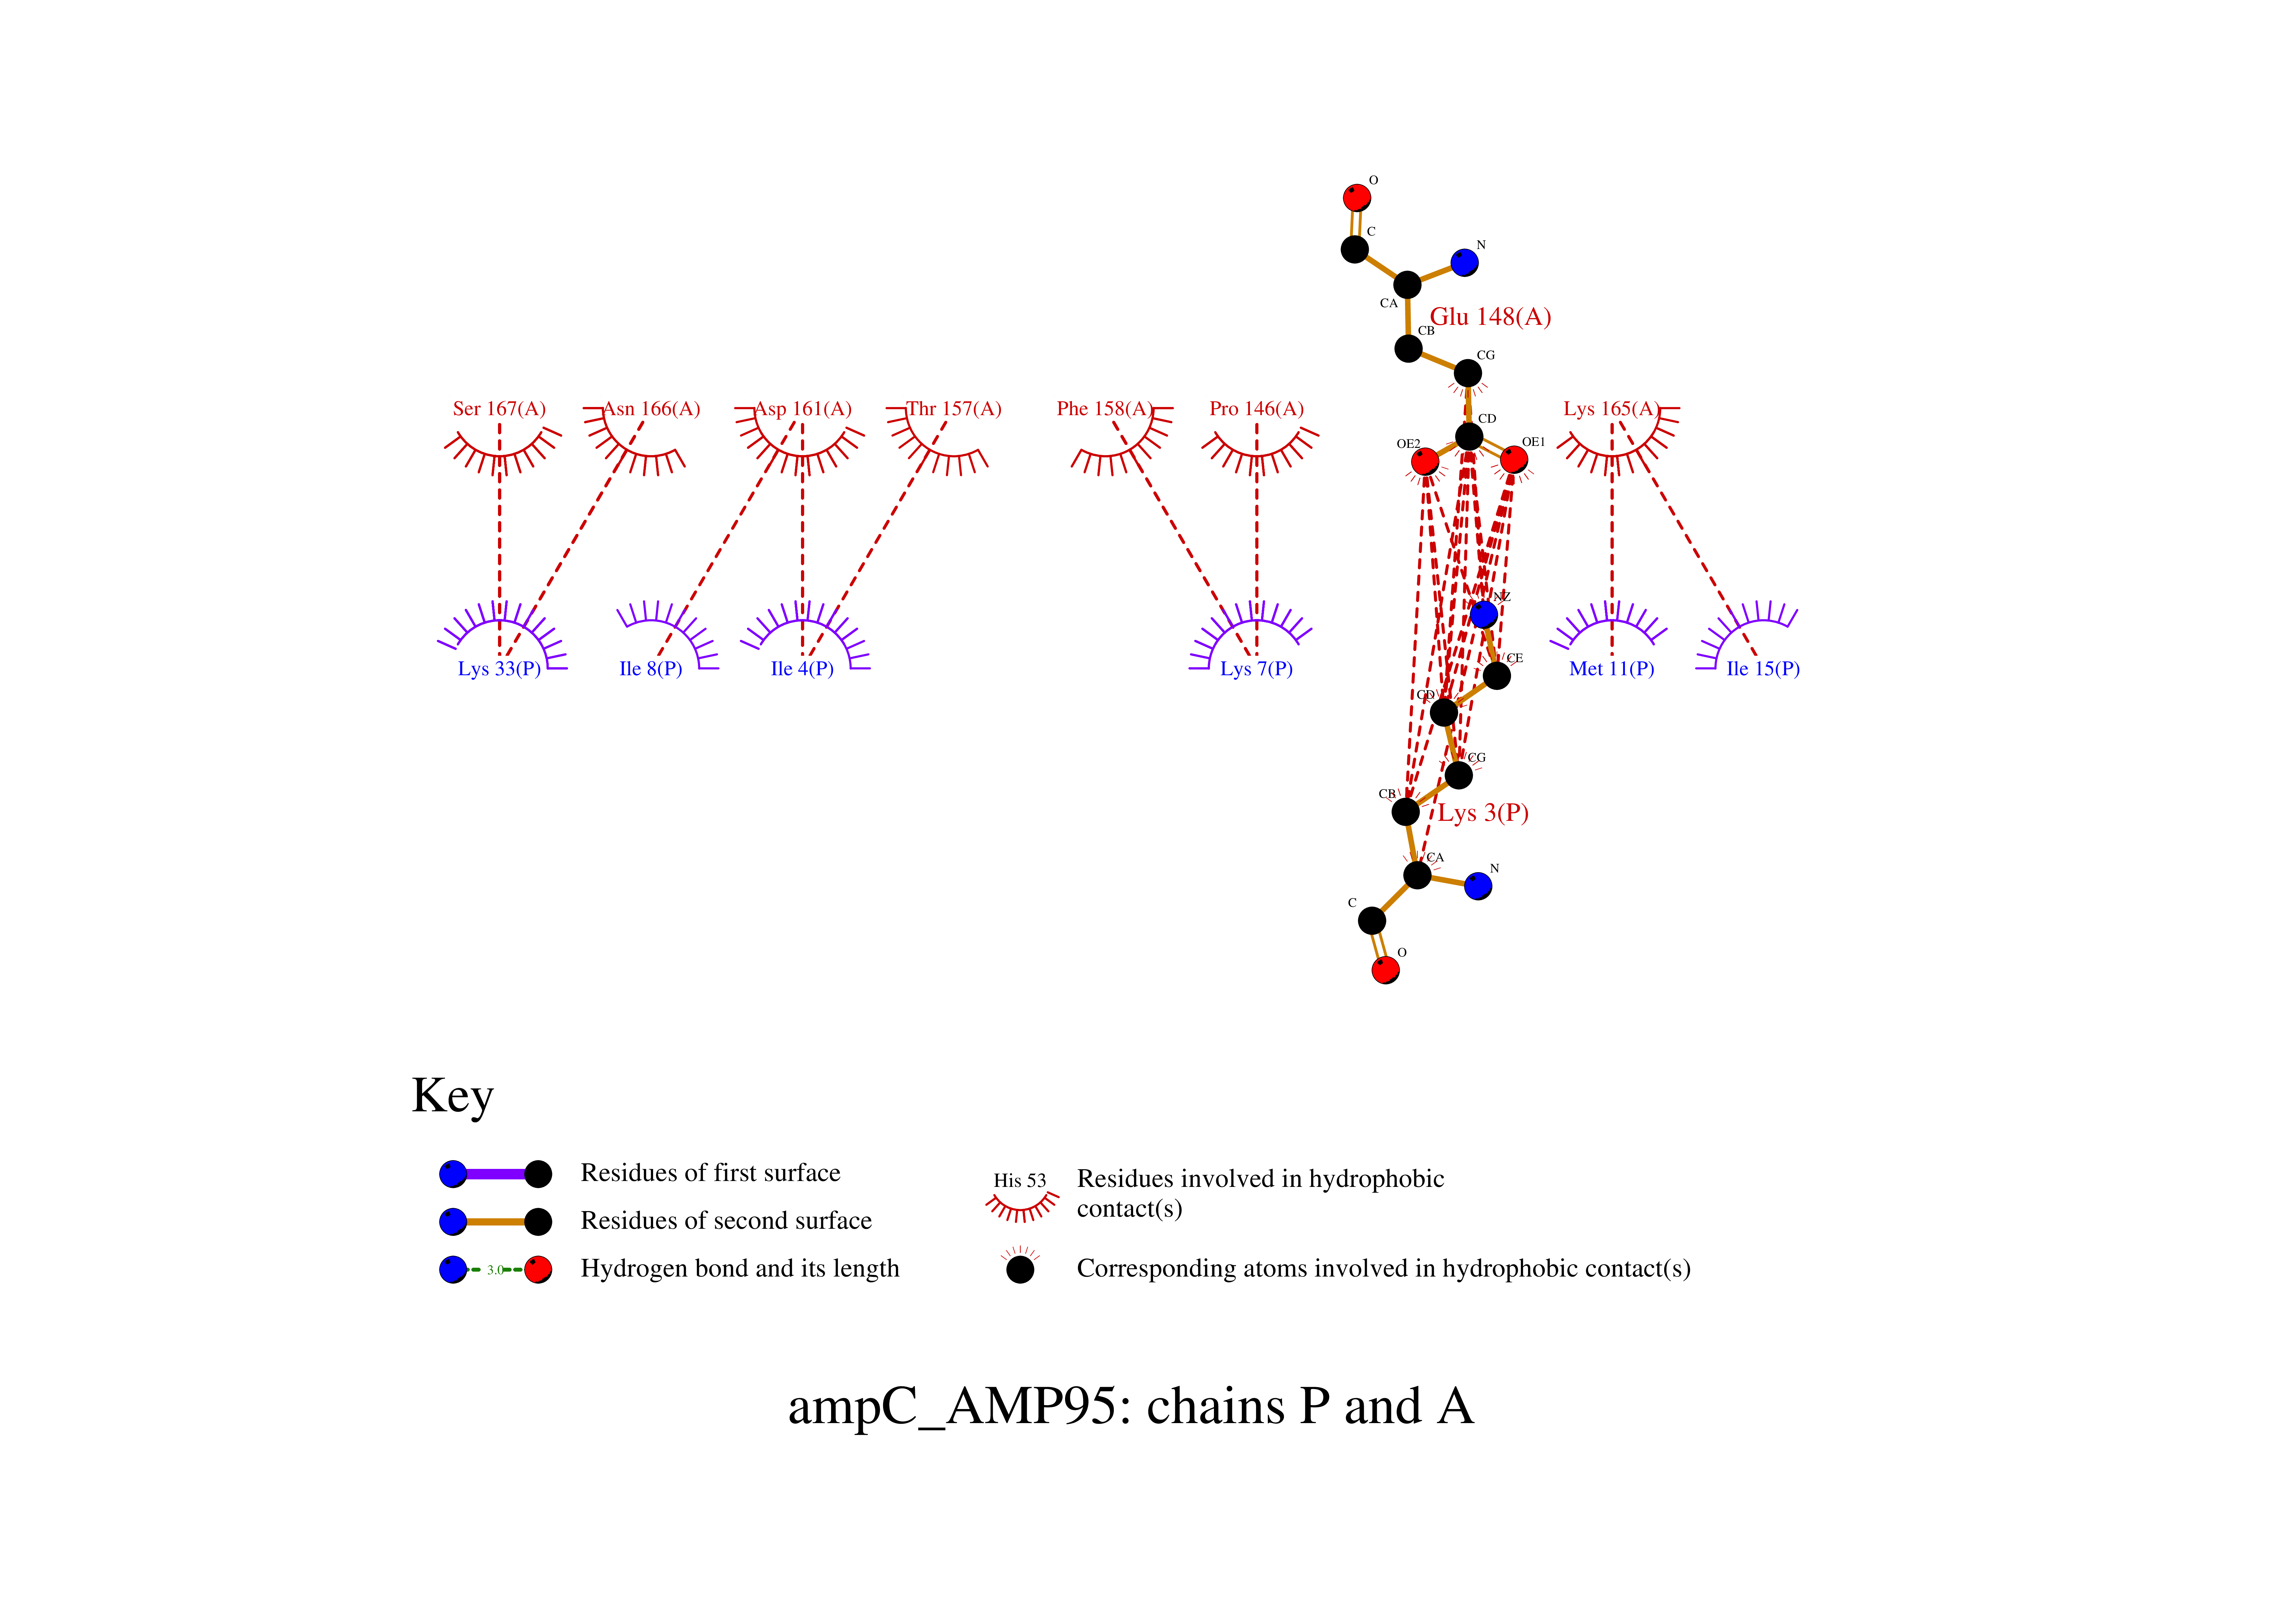 O
C
N
CA
Glu 148(A)
CB
CG
Ser 167(A) Asn 166(A) Asp 161(A) Thr 157(A) Phe 158(A) Pro 146(A) Lys 165(A)
CD
OE2 OE1
NZ
CE
Lys 33(P) Ile 8(P) Ile 4(P) Lys 7(P) Met 11(P) Ile 15(P)
CD
CG
CB
Lys 3(P)
CA
N
C
O
Key
Residues of first surface
Residues of second surface
3.0 Hydrogen bond and its length
His 53 Residues involved in hydrophobic
contact(s)
Corresponding atoms involved in hydrophobic contact(s)
ampC_AMP95: chains P and A